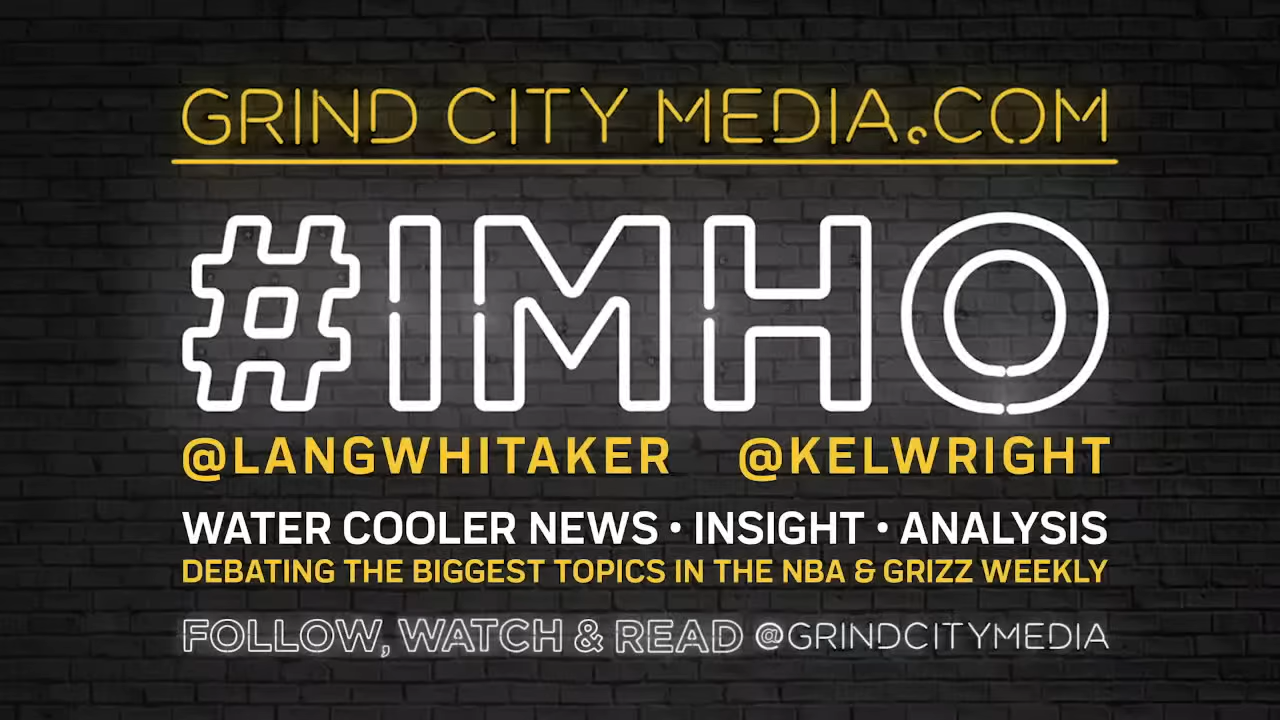 GRIND CITY MEDIA.COM
#IMHO
@LANGWHITAKER @KELWRIGHT
WATER COOLER NEWS • INSIGHT • ANALYSIS
DEBATING THE BIGGEST TOPICS IN THE NBA & GRIZZ WEEKLY
FOLLOW, WATCH & READ @GRINDCITYMEDIA